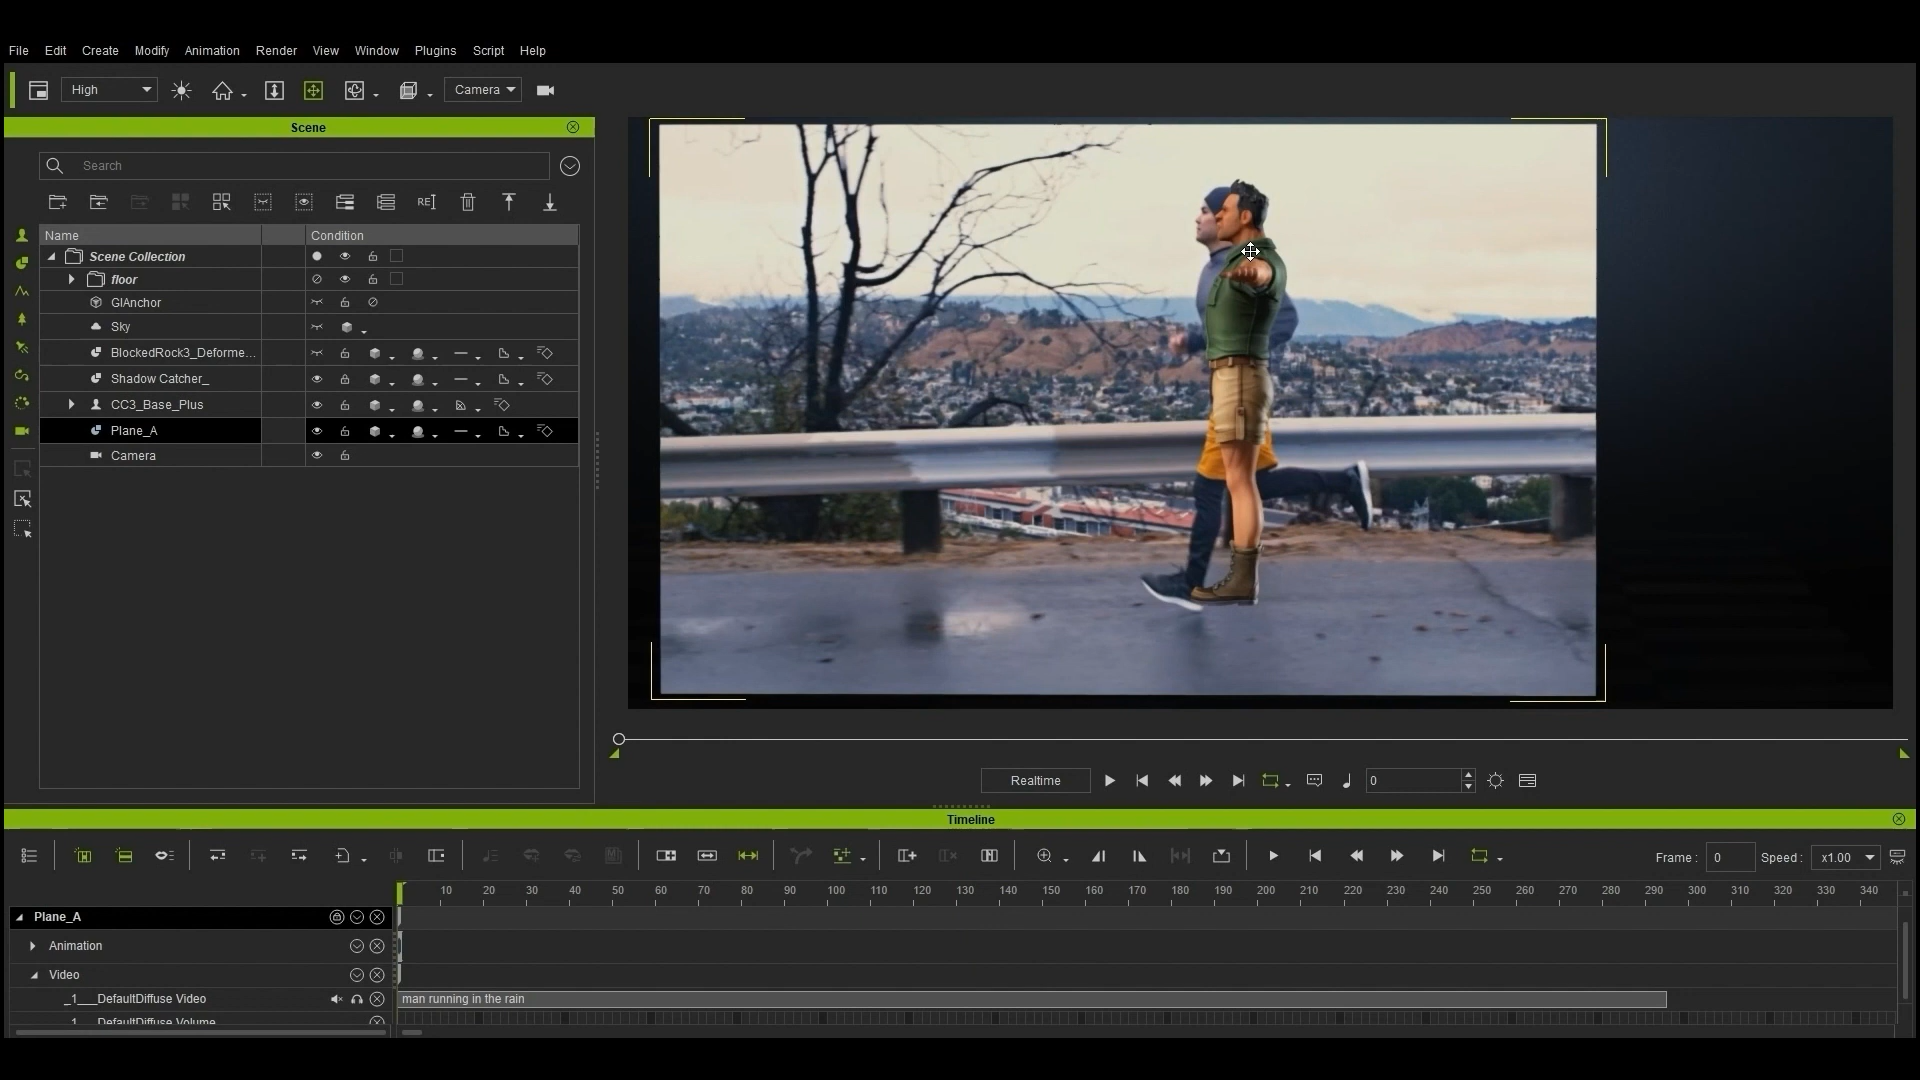 File Edit Create Modify Animation Render View Window Plugins Script Help
High Camera
Scene
Search
REI
Name Condition
Scene Collection
floor
GIAnchor
Sky
BlockedRock3_Deforme...
Shadow Catcher_
CC3_Base_Plus
Plane_A
Camera
Realtime 0
Timeline
Frame : 0 Speed : x1.00
10 20 30 40 50 60 70 80 90 100 110 120 130 140 150 160 170 180 190 200 210 220 230 240 250 260 270 280 290 300 310 320 330 340
Plane_A
Animation
Video
_1___DefaultDiffuse Video man running in the rain
_1___DefaultDiffuse Volume